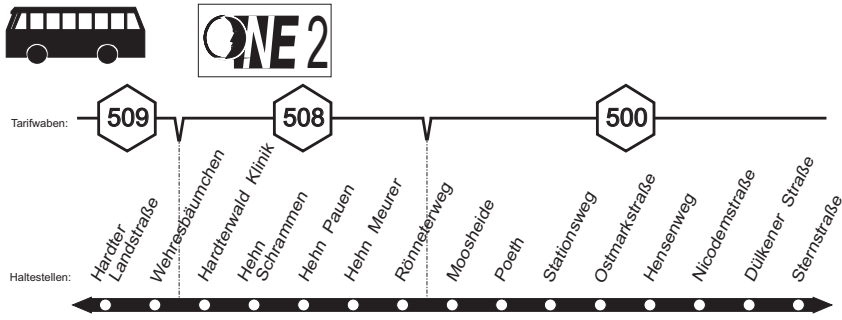 ONE 2
Tarifwaben:
509
508
500
Haltestellen:
Hardter
Landstraße
Wehresbäumchen
Hardterwald Klinik
Hehn
Schrammen
Hehn Pauen
Hehn Meurer
Rönneterweg
Moosheide
Poeth
Stationsweg
Ostmarkstraße
Hensenweg
Nicodemstraße
Dülkener Straße
Sternstraße